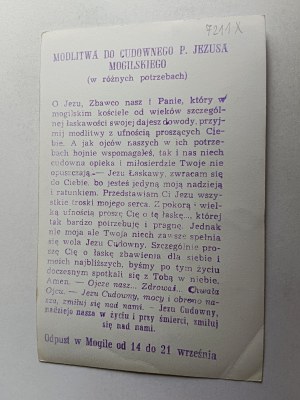 7214 X
MODLITWA DO CUDOWNEGO P. JEZUSA
MOGILSKIEGO
(w różnych potrzebach)
O Jezu, Zbawco nasz ! Panie, który w
mogilskim kościele od wieków szczegól-
nej łaskawości swojej dajesz dowody, przyj-
mij modlitwy z ufnością proszących Cie-
bie. A jak ojców naszych w ich potrze-
bach hojnie wspomagałeś, tak i nas niech
cudowna opieka i miłosierdzie Twoje nie
opuszczają.— Jezu Łaskawy, zwracam się
do Ciebie, bo jesteś jedyną moją nadzieją
i ratunkiem. Przedstawiam Ci Jezu wszy-
stkie troski mojego serca. Z pokorą i wiel-
ką ufnością proszę Cię o tę łaskę..., której
tak bardzo potrzebuję i pragnę. Jednak
nie moja ale Twoja niech zawsze spełnia
się wola Jezu Cudowny. Szczególnie pro-
szę Cię o łaskę zbawienia dla siebie i
moich najbliższych, byśmy po tym życiu
doczesnym spotkali się z Tobą w niebie.
Amen. — Ojcze nasz... Zdrowaś... Chwała
Ojcu. — Jezu Cudowny, mocy i obrono na-
sza, zmiłuj się nad nami. — Jezu Cudowny,
nadziejo nasza w życiu i przy śmierci, zmiłuj
się nad nami.
Odpust w Mogile od 14 do 21 września